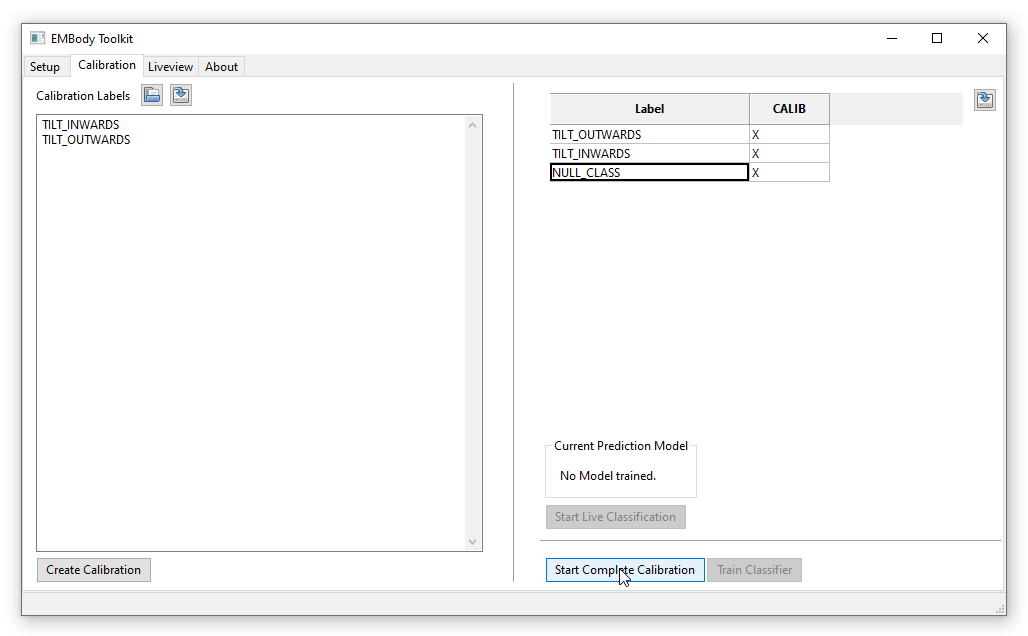 EMBody Toolkit
Setup Calibration Liveview About
Calibration Labels
TILT_INWARDS
TILT_OUTWARDS
Create Calibration
Label CALIB
TILT_OUTWARDS X
TILT_INWARDS X
NULL_CLASS X
Current Prediction Model
No Model trained.
Start Live Classification
Start Complete Calibration Train Classifier